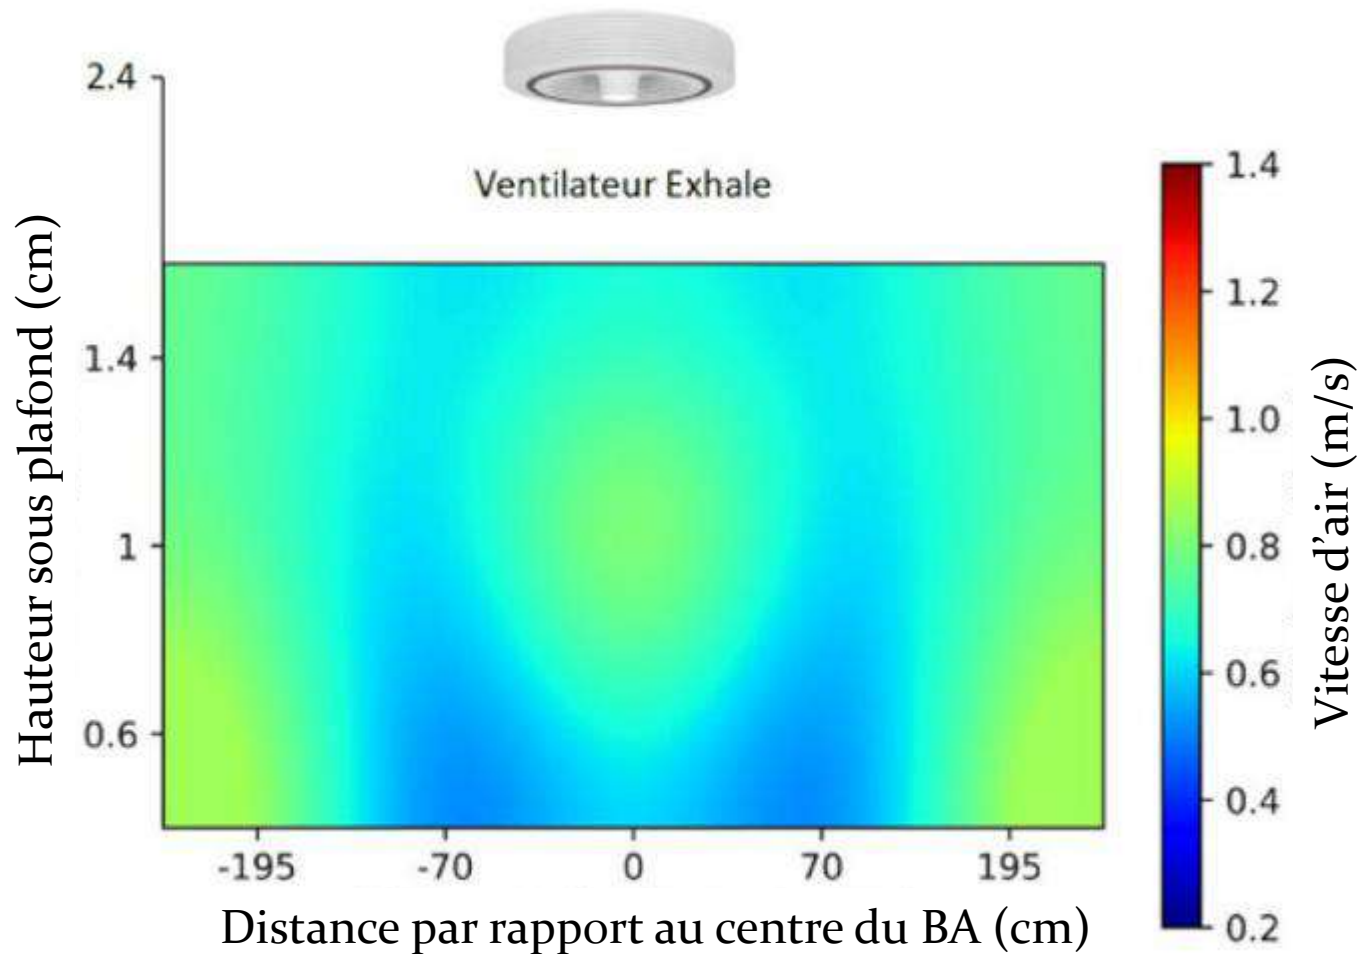 2.4
Ventilateur Exhale
1.4
1
0.6
Hauteur sous plafond (cm)
-195 -70 0 70 195
Distance par rapport au centre du BA (cm)
1.4
1.2
1.0
0.8
0.6
0.4
0.2
Vitesse d'air (m/s)